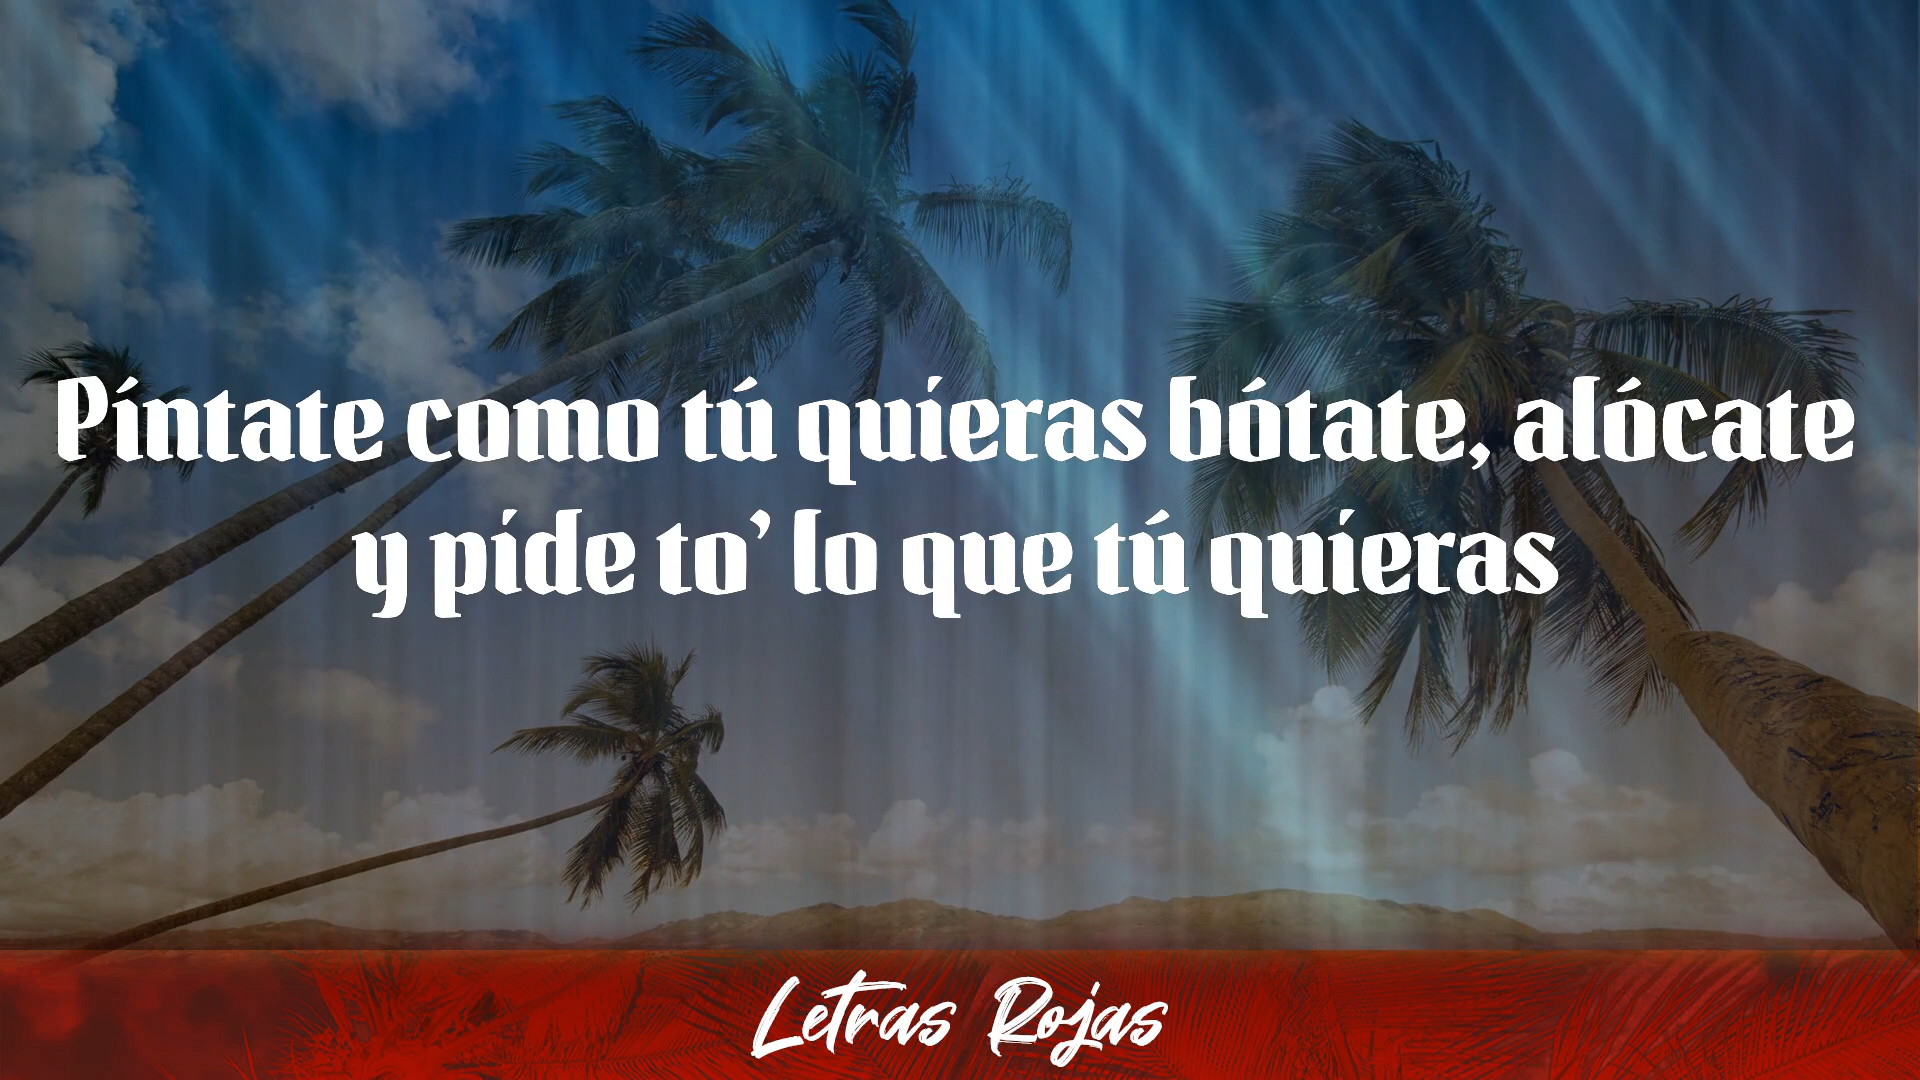 Píntate como tú quieras bótate, alócate
y pide to’ lo que tú quieras
Letras Rojas